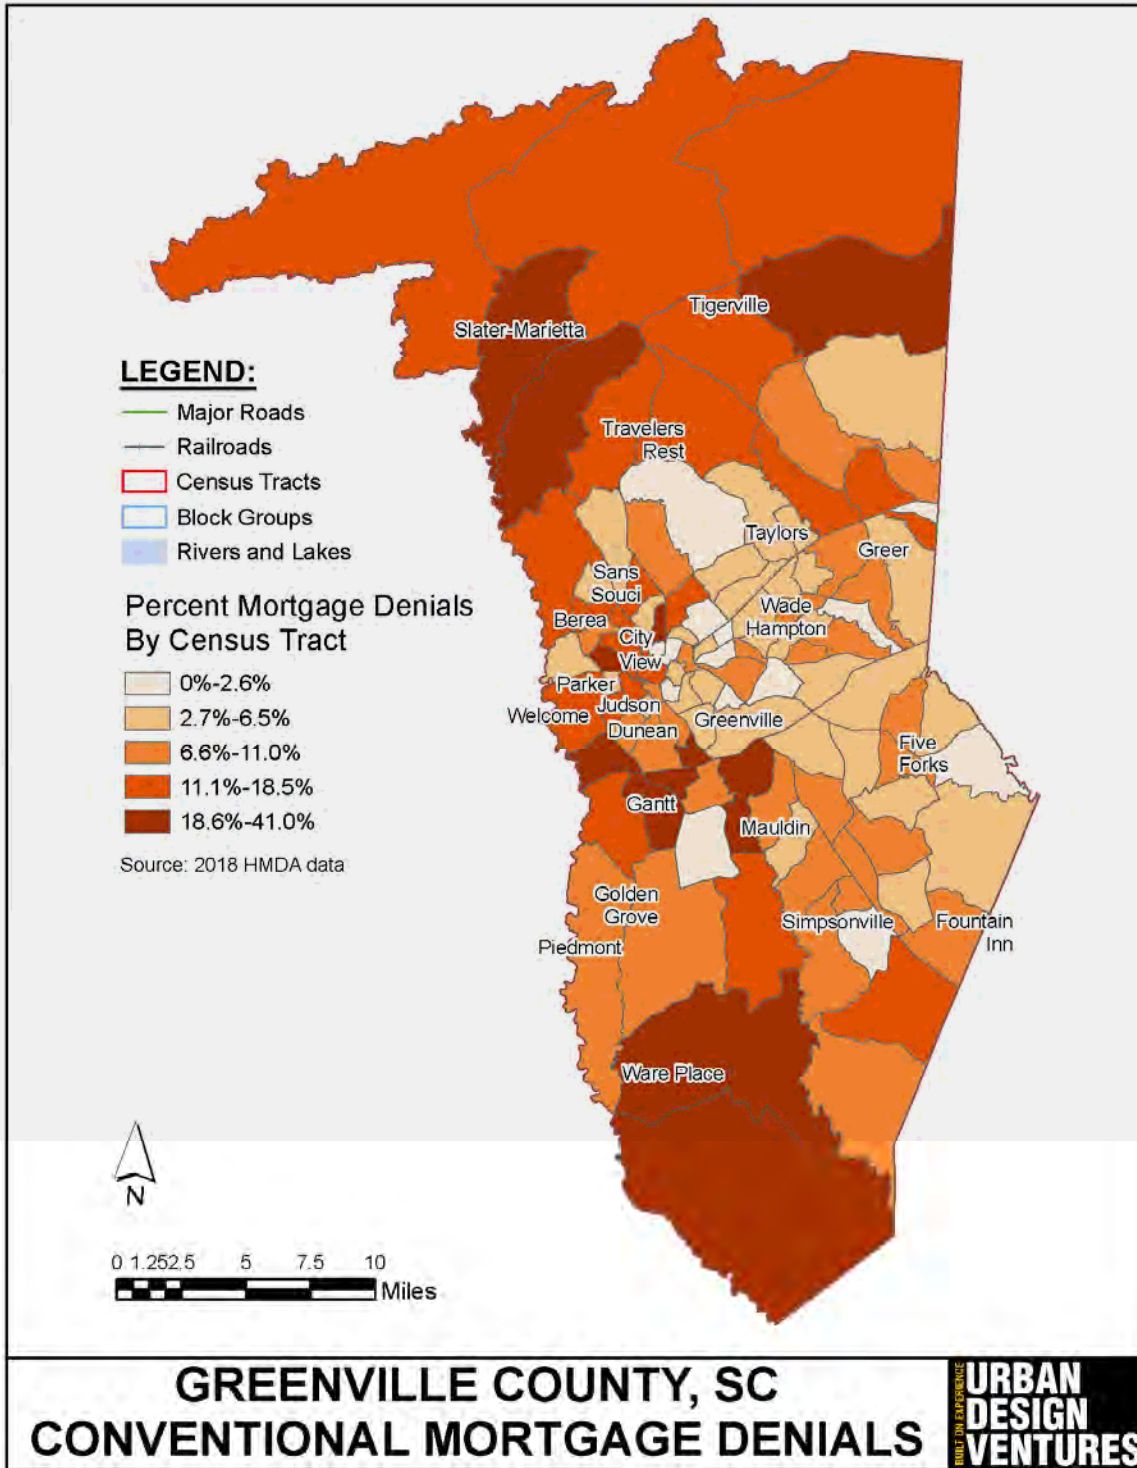 Tigerville
Slater-Marietta
LEGEND:
Major Roads
Railroads
Census Tracts
Block Groups
Rivers and Lakes
Travelers
Rest
Taylors
Greer
Sans
Souci
Wade
Hampton
Berea
City
View
Parker
Judson
Welcome
Dunean
Greenville
Five
Forks
Percent Mortgage Denials
By Census Tract
0%-2.6%
2.7%-6.5%
6.6%-11.0%
11.1%-18.5%
18.6%-41.0%
Source: 2018 HMDA data
Gantt
Mauldin
Golden
Grove
Piedmont
Simpsonville
Fountain
Inn
Ware Place
N
0 1.252.5 5 7.5 10
Miles
GREENVILLE COUNTY, SC
CONVENTIONAL MORTGAGE DENIALS
BUILT ON EXPERIENCE
URBAN
DESIGN
VENTURES